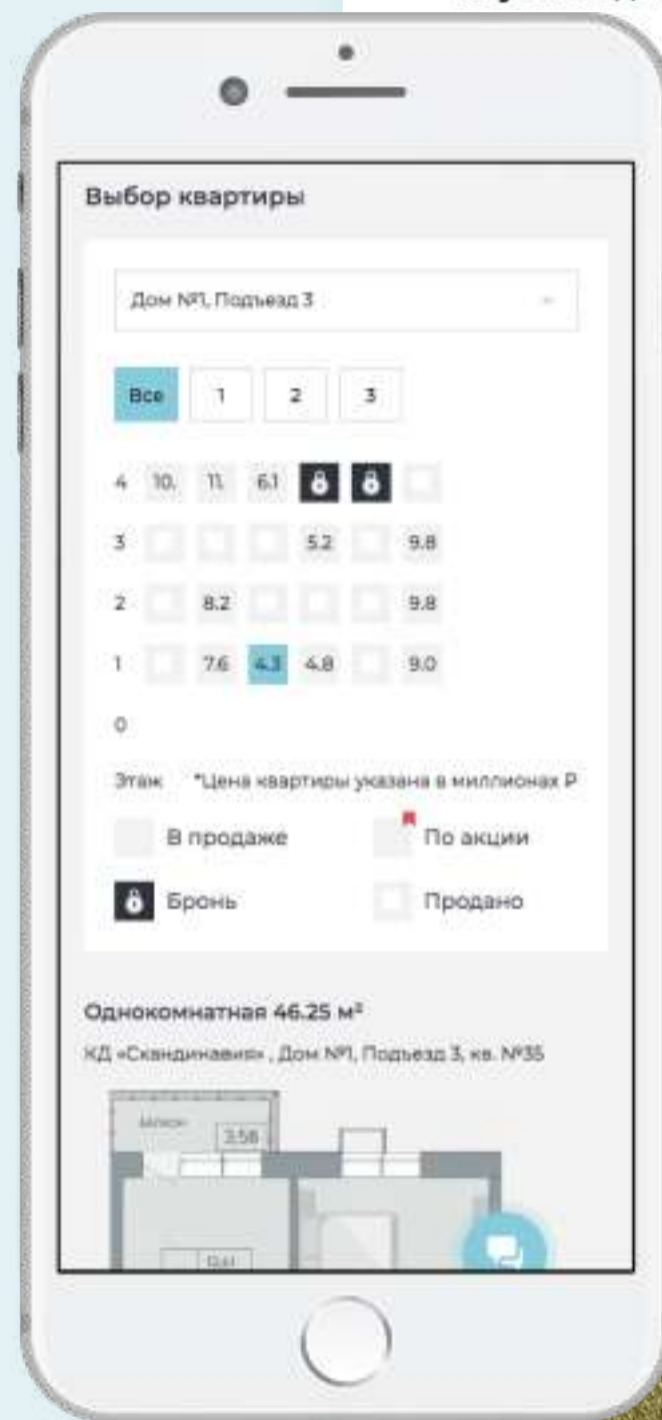 Выбор квартиры
Дом №1, Подъезд 3
Все 1 2 3
4 10. 11. 6.1
3 5.2 9.8
2 8.2 9.8
1 7.6 4.3 4.8 9.0
0
Этаж *Цена квартиры указана в миллионах Р
В продаже По акции
Бронь Продано
Однокомнатная 46.25 м²
КД «Скандинавия» , Дом №1, Подъезд 3, кв. №35
3.58